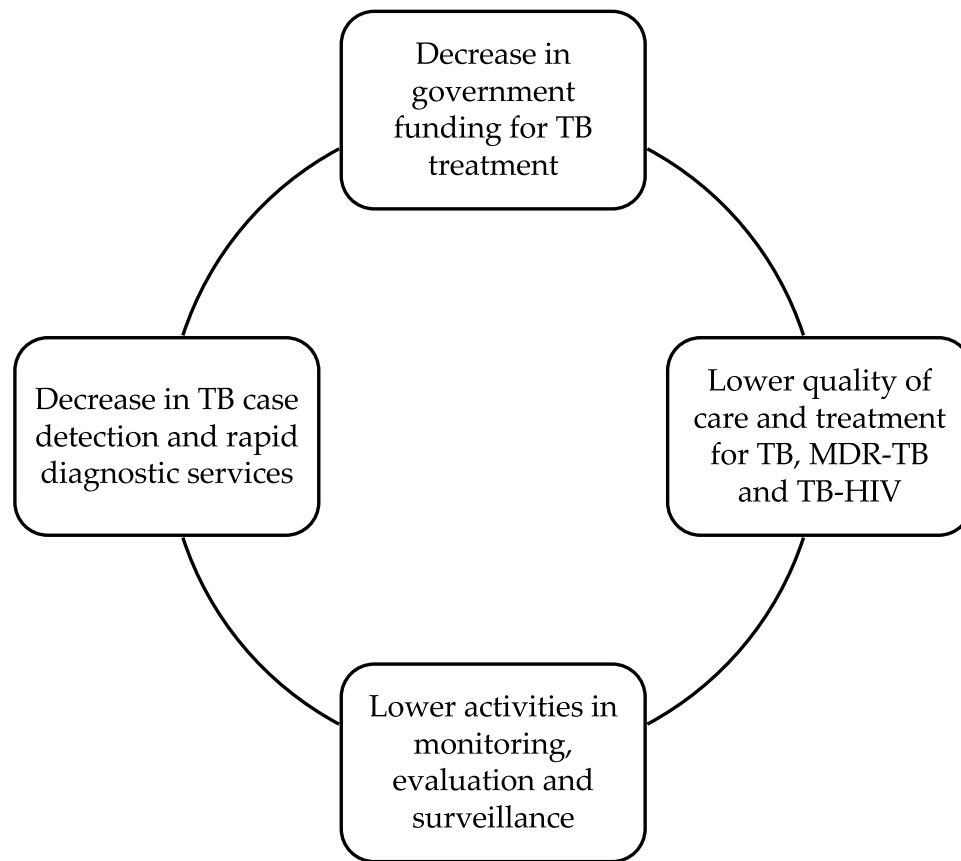 Decrease in
government
funding for TB
treatment
Lower quality of
care and treatment
for TB, MDR-TB
and TB-HIV
Lower activities in
monitoring,
evaluation and
surveillance
Decrease in TB case
detection and rapid
diagnostic services